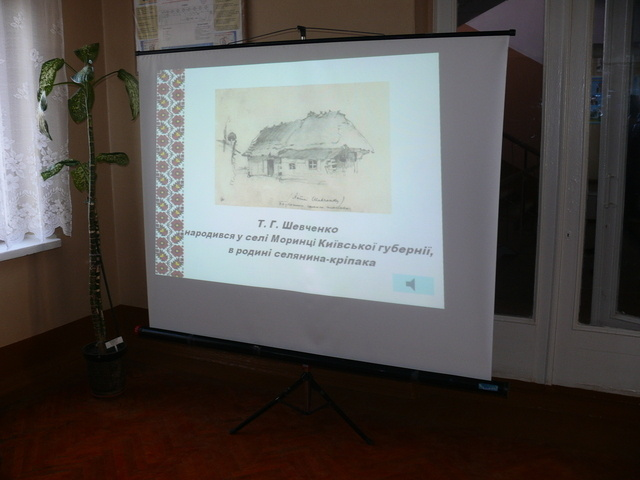 Т. Г. Шевченко
народився у селі Моринці Київської губернії,
в родині селянина-кріпака